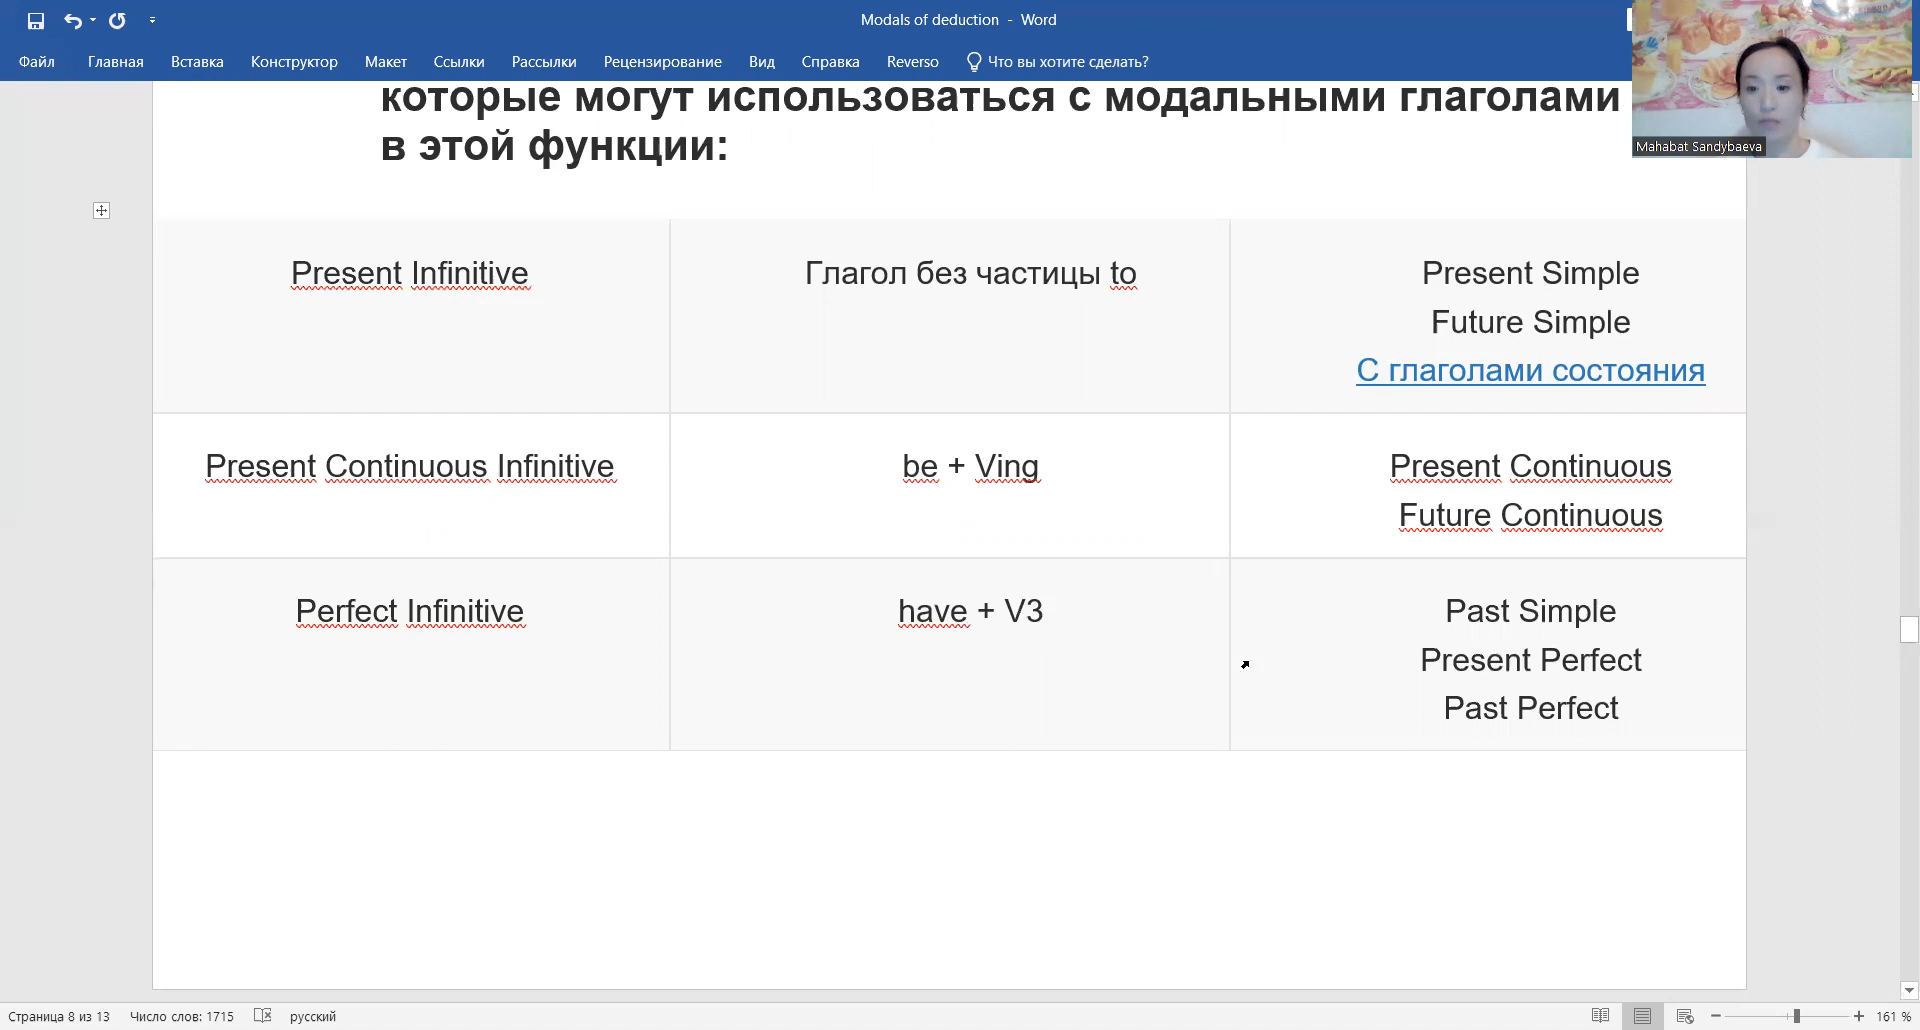 Modals of deduction - Word
Файл Главная Вставка Конструктор Макет Ссылки Рассылки Рецензирование Вид Справка Reverso Что вы хотите сделать?
Mahabat Sandybaeva
которые могут использоваться с модальными глаголами
в этой функции:
Present Infinitive
Глагол без частицы to
Present Simple
Future Simple
С глаголами состояния
Present Continuous Infinitive
be + Ving
Present Continuous
Future Continuous
Perfect Infinitive
have + V3
Past Simple
Present Perfect
Past Perfect
Страница 8 из 13 Число слов: 1715 русский 161 %